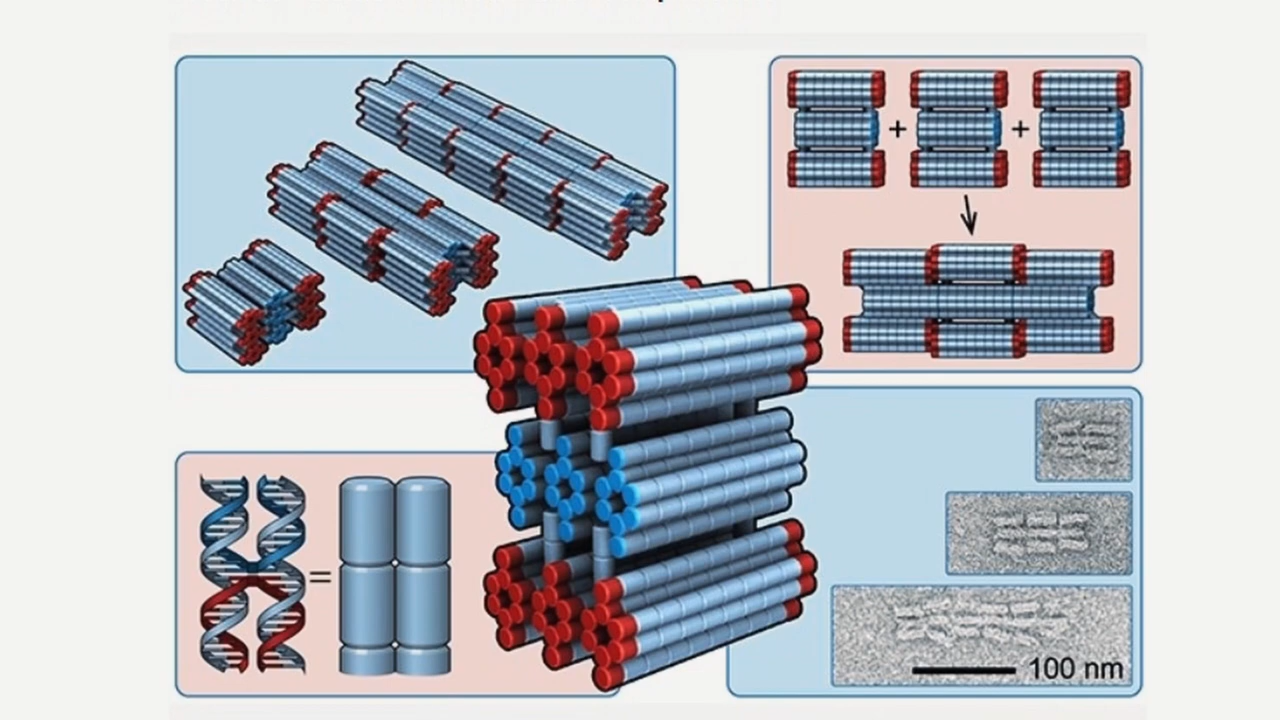 + +
=
100 nm